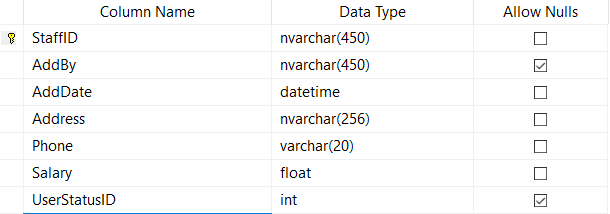 Column Name Data Type Allow Nulls
StaffID nvarchar(450)
AddBy nvarchar(450)
AddDate datetime
Address nvarchar(256)
Phone varchar(20)
Salary float
UserStatusID int